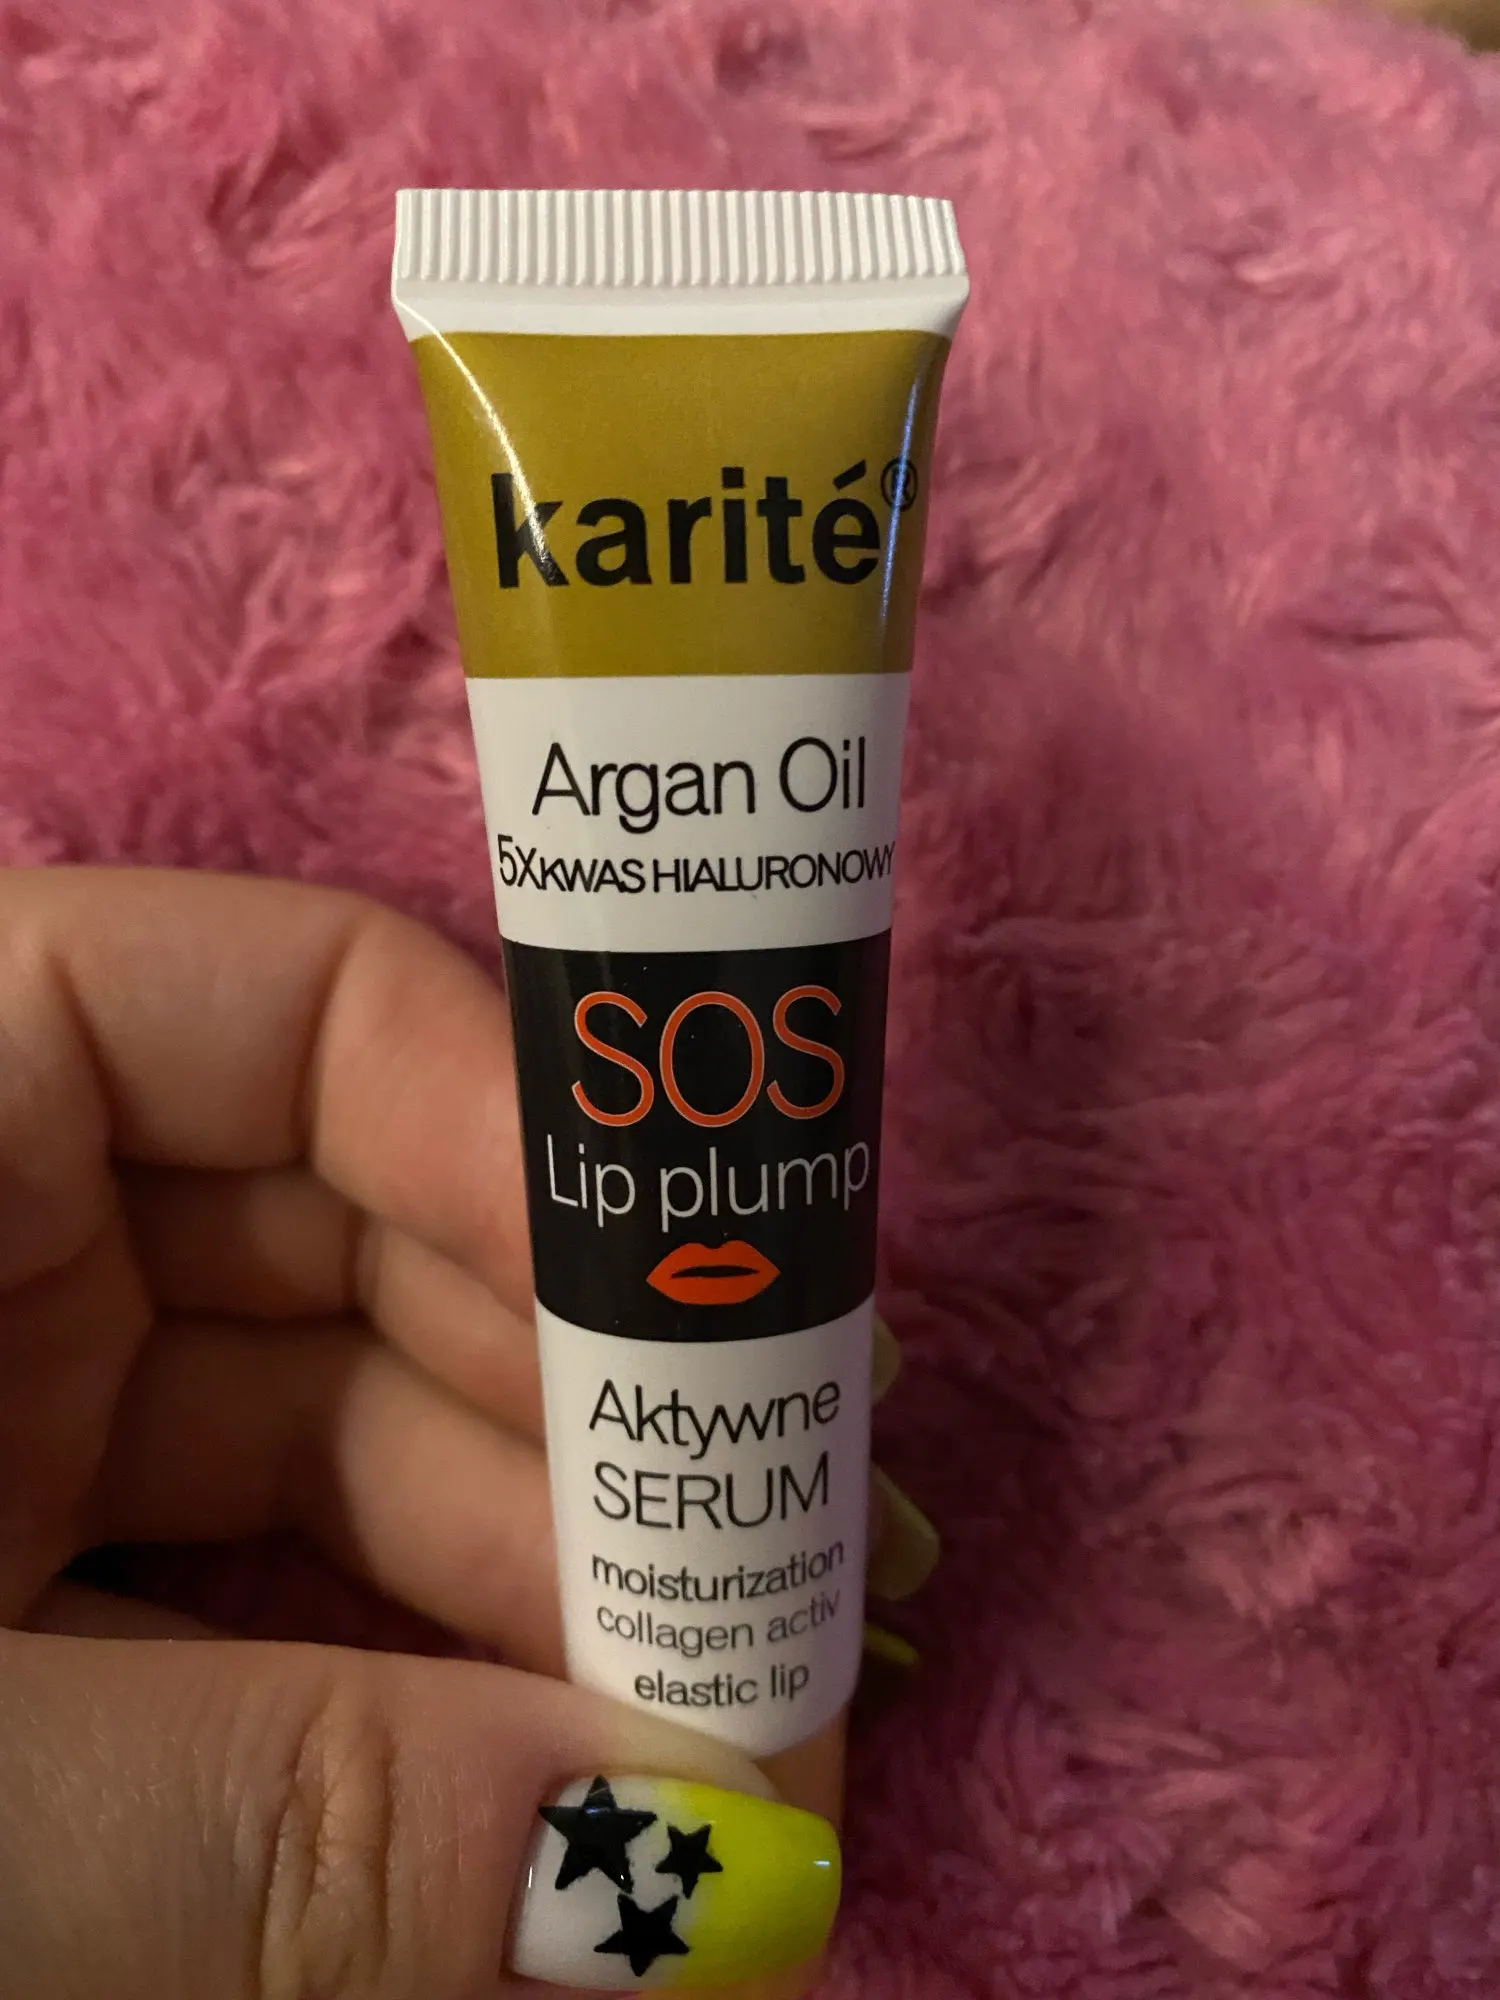 karité®
Argan Oil
5XKWAS HIALURONOWY
SOS
Lip plump
Aktywne
SERUM
moisturization
collagen activ
elastic lip